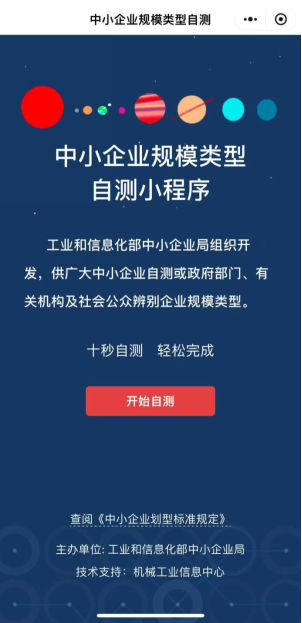 中小企业规模类型自测
中小企业规模类型
自测小程序
工业和信息化部中小企业局组织开
发，供广大中小企业自测或政府部门、有
关机构及社会公众辨别企业规模类型。
十秒自测 轻松完成
开始自测
查阅《中小企业划型标准规定》
主办单位: 工业和信息化部中小企业局
技术支持：机械工业信息中心